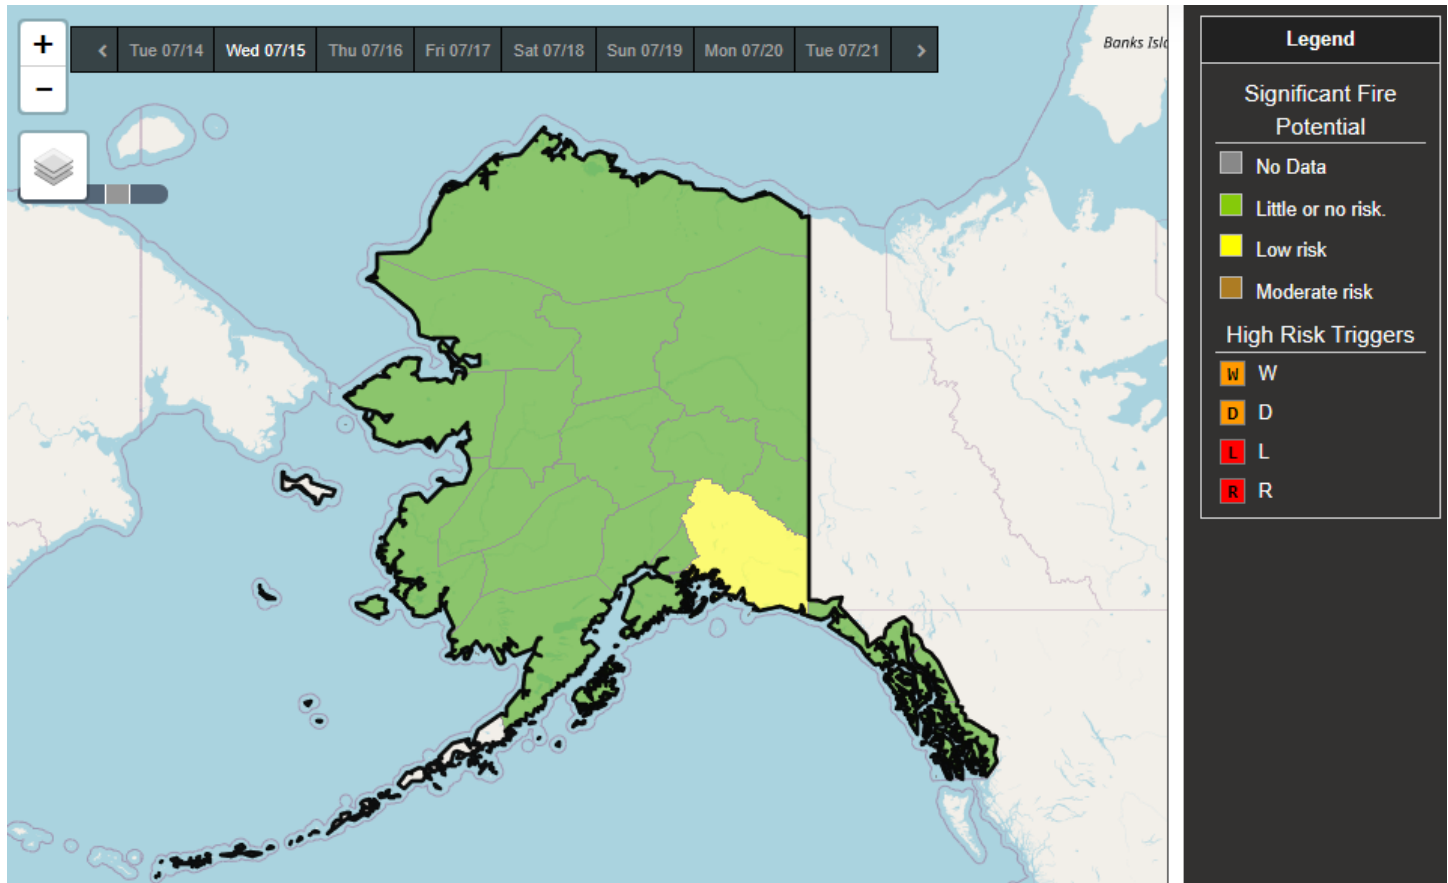 +
−
‹ Tue 07/14 Wed 07/15 Thu 07/16 Fri 07/17 Sat 07/18 Sun 07/19 Mon 07/20 Tue 07/21 ›
Banks Isl
Legend
Significant Fire
Potential
No Data
Little or no risk.
Low risk
Moderate risk
High Risk Triggers
W W
D D
L L
R R